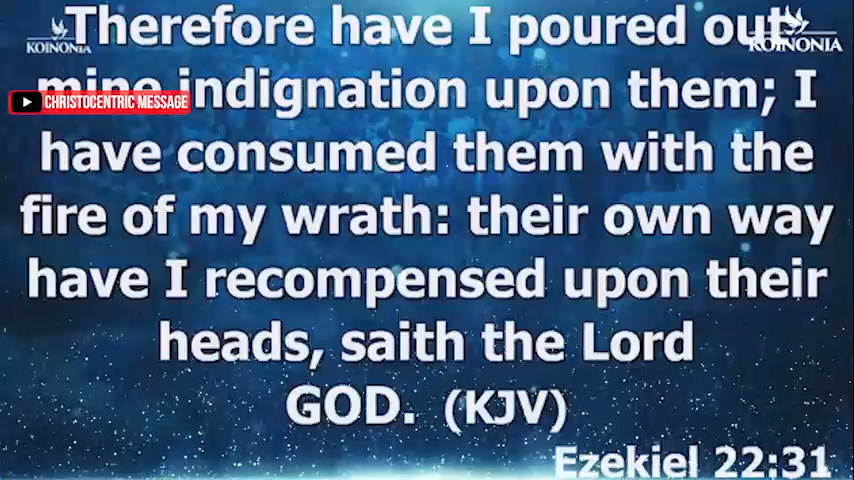 KOINONIA
KOINONIA
Therefore have I poured out
mine indignation upon them; I
CHRISTOCENTRIC MESSAGE
have consumed them with the
fire of my wrath: their own way
have I recompensed upon their
heads, saith the Lord
GOD. (KJV)
Ezekiel 22:31